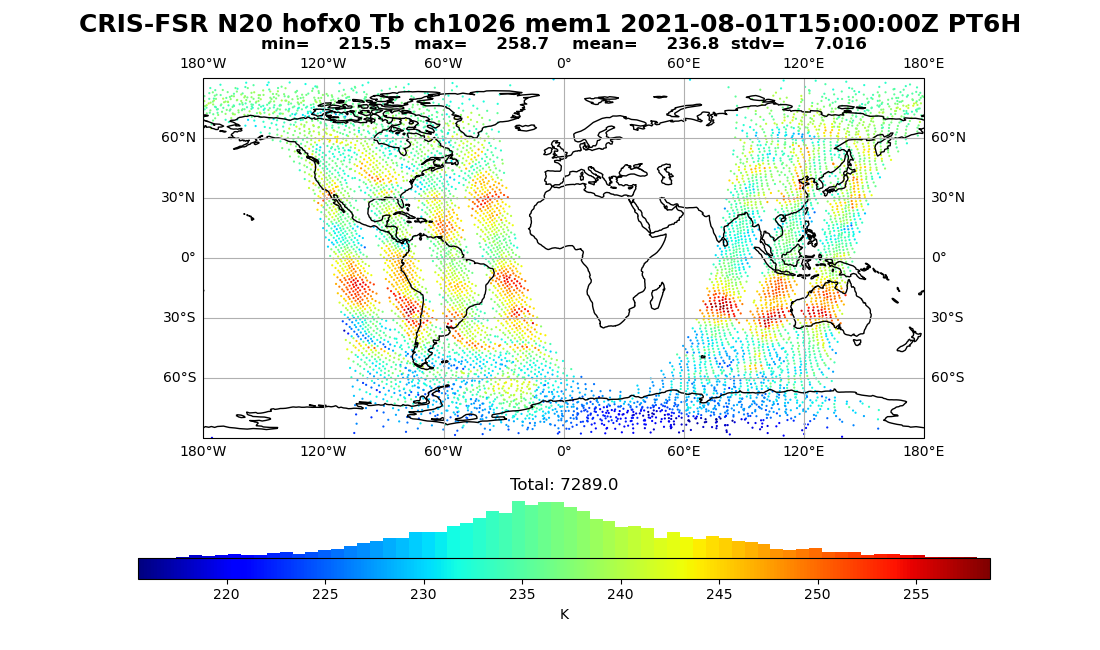 CRIS-FSR N20 hofx0 Tb ch1026 mem1 2021-08-01T15:00:00Z PT6H
min= 215.5 max= 258.7 mean= 236.8 stdv= 7.016
180°W 120°W 60°W 0° 60°E 120°E 180°E
60°N 60°N
30°N 30°N
0° 0°
30°S 30°S
60°S 60°S
180°W 120°W 60°W 0° 60°E 120°E 180°E
Total: 7289.0
220 225 230 235 240 245 250 255
K